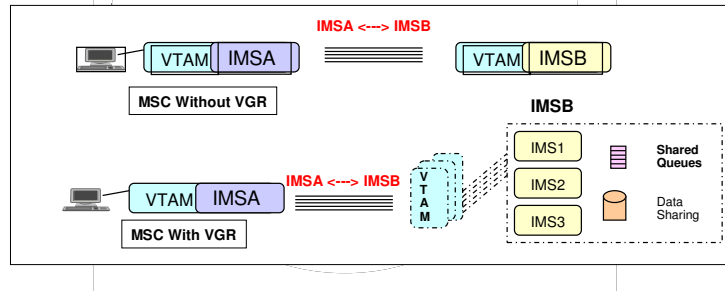 IMSA <---> IMSB
VTAM IMSA
VTAM IMSB
MSC Without VGR
IMSB
IMS1
Shared
Queues
IMSA <---> IMSB
VTAM
VTAM IMSA
IMS2
Data
Sharing
IMS3
MSC With VGR